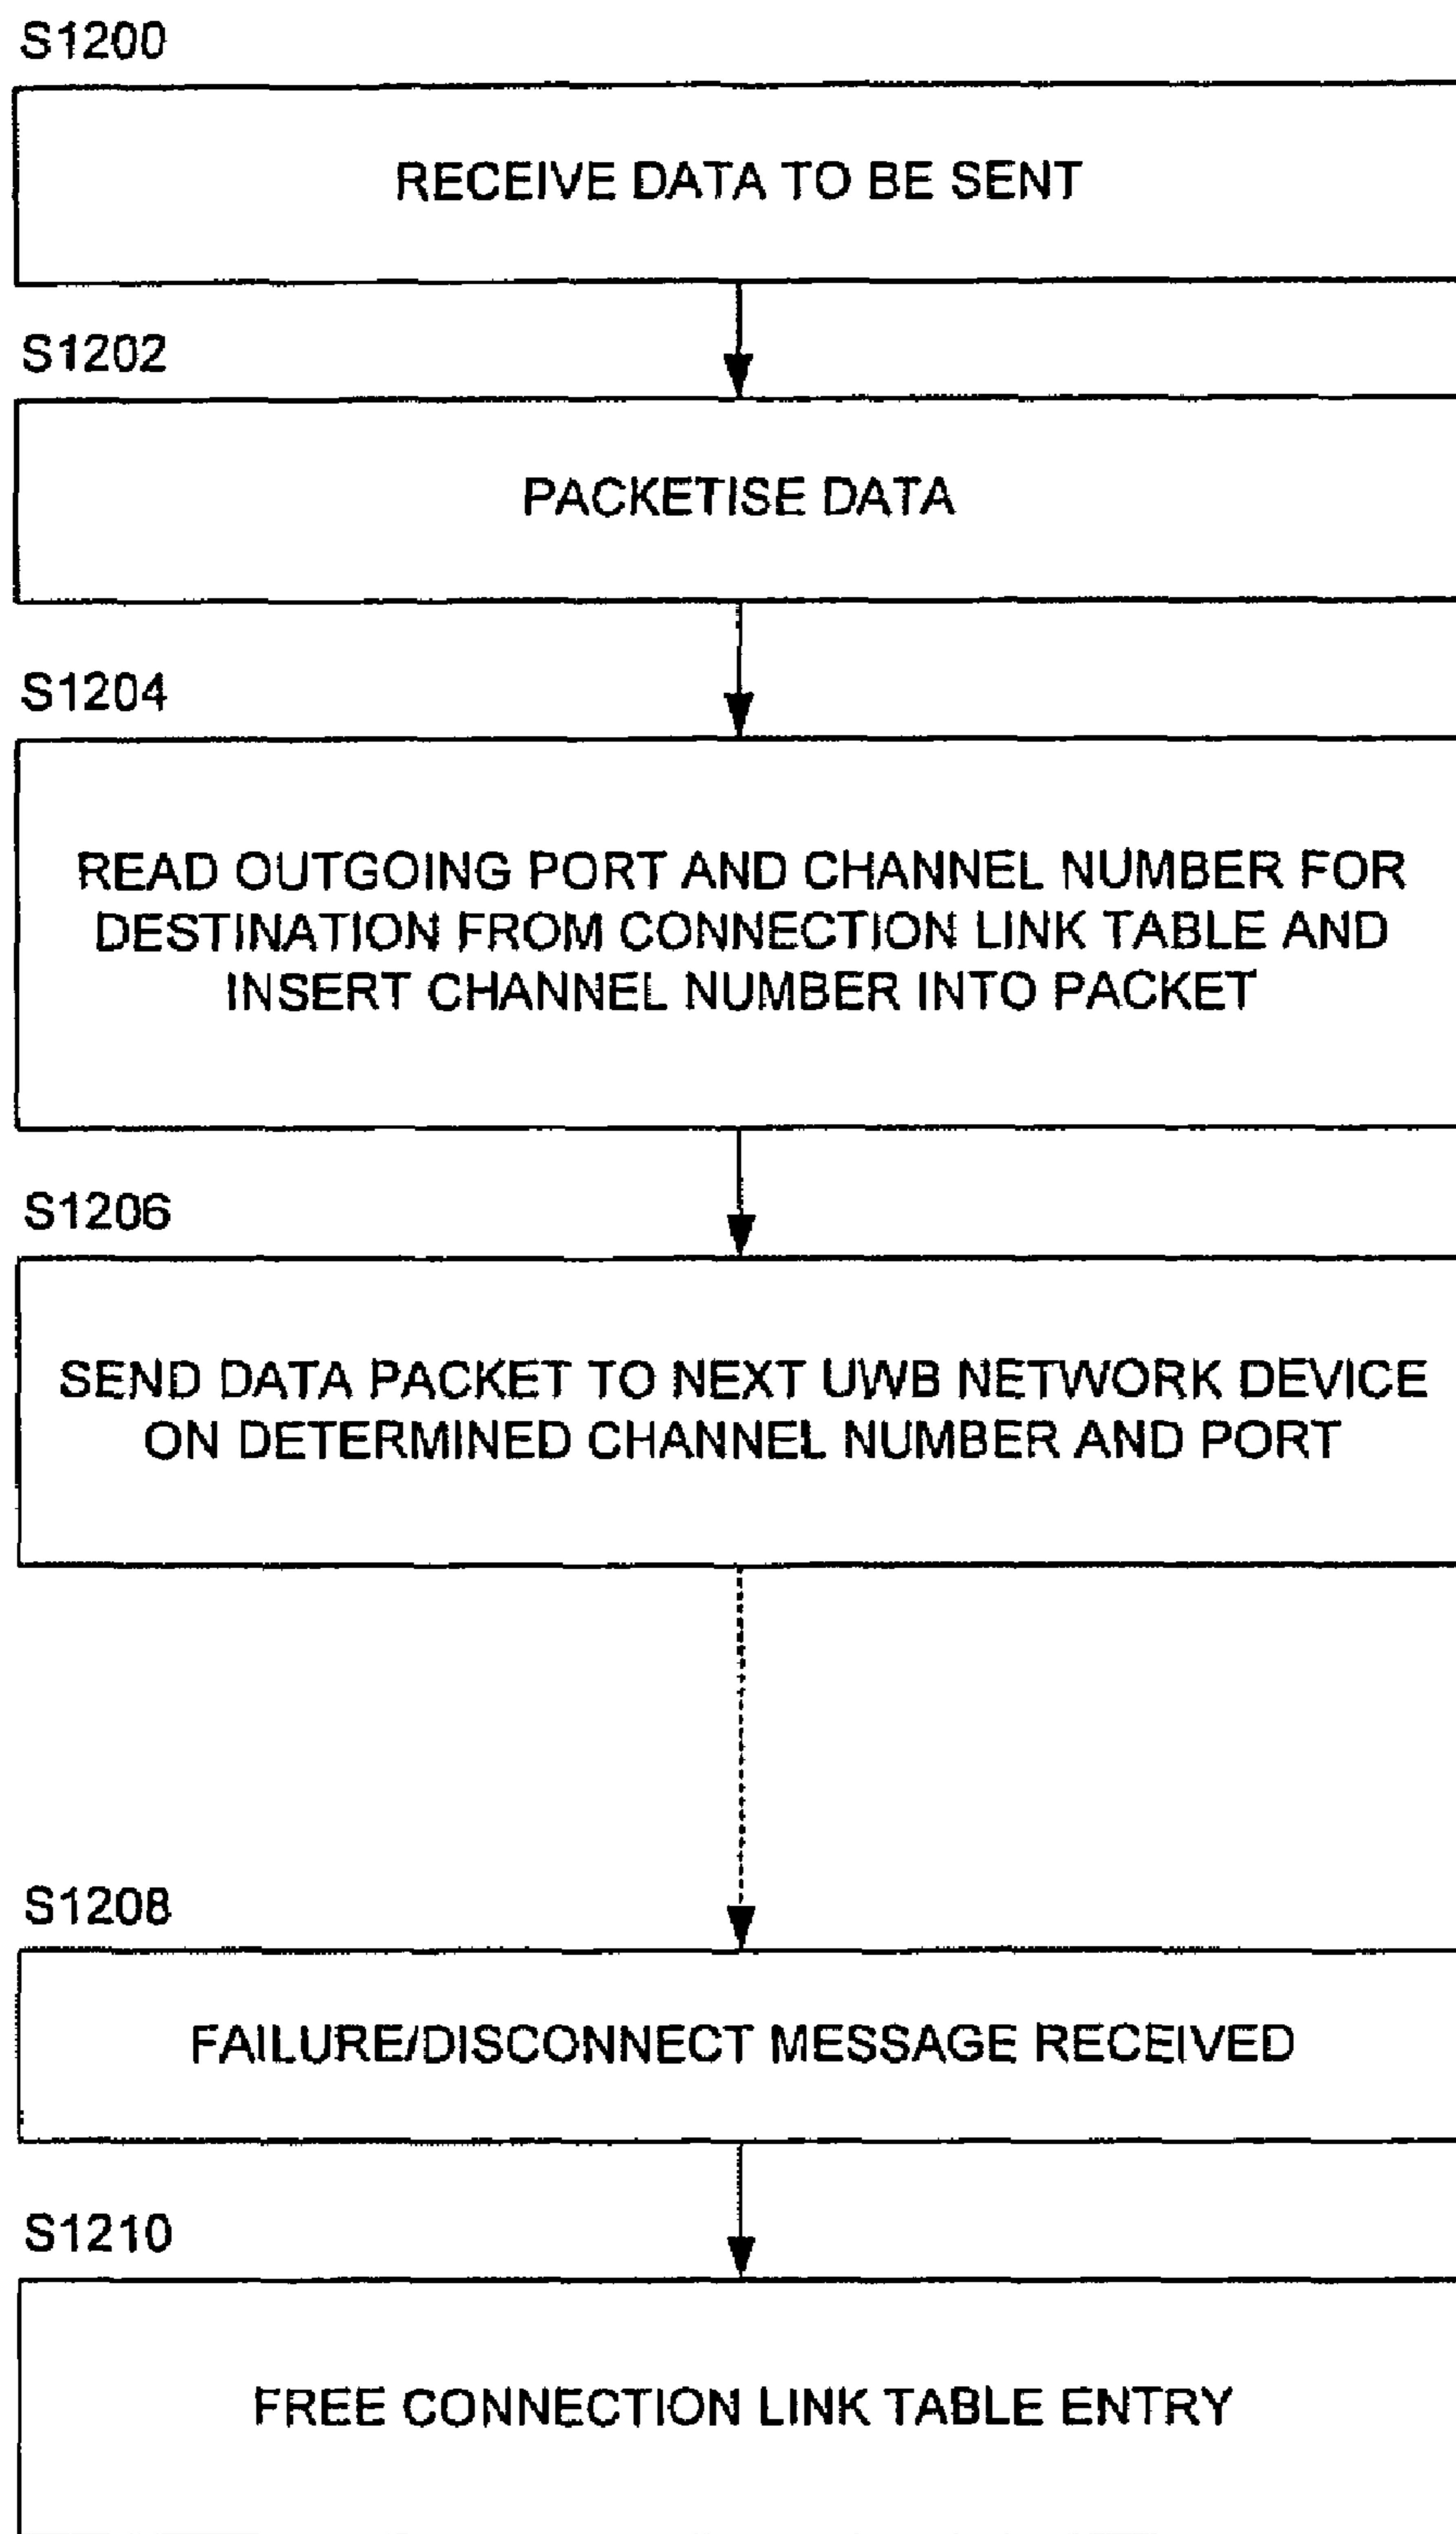 S1200
RECEIVE DATA TO BE SENT
S1202
PACKETISE DATA
S1204
READ OUTGOING PORT AND CHANNEL NUMBER FOR
DESTINATION FROM CONNECTION LINK TABLE AND
INSERT CHANNEL NUMBER INTO PACKET
S1206
SEND DATA PACKET TO NEXT UWB NETWORK DEVICE
ON DETERMINED CHANNEL NUMBER AND PORT
S1208
FAILURE/DISCONNECT MESSAGE RECEIVED
S1210
FREE CONNECTION LINK TABLE ENTRY